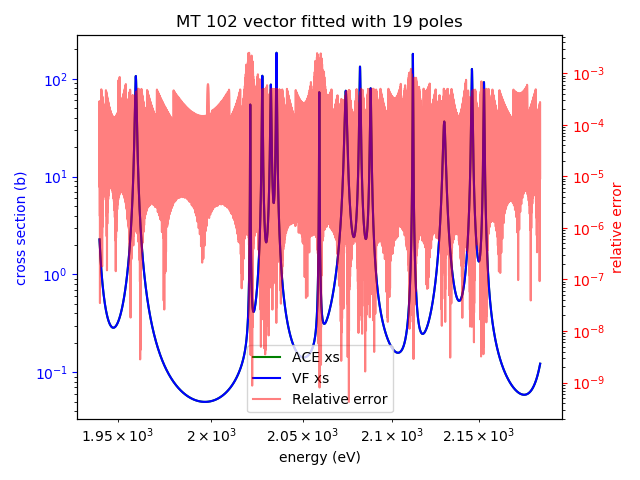 MT 102 vector fitted with 19 poles
10²
10¹
10⁰
10⁻¹
cross section (b)
10⁻³
10⁻⁴
10⁻⁵
10⁻⁶
10⁻⁷
10⁻⁸
10⁻⁹
relative error
ACE xs
VF xs
Relative error
1.95 × 10³ 2 × 10³ 2.05 × 10³ 2.1 × 10³ 2.15 × 10³
energy (eV)